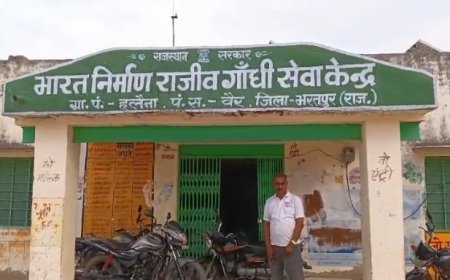 राजस्थान सरकार
भारत निर्माण राजीव गाँधी सेवा केन्द्र
ग्रा. पं.- हलैना, पं. स.- वैर, जिला-भरतपुर (राज.)
नो
एंट्री